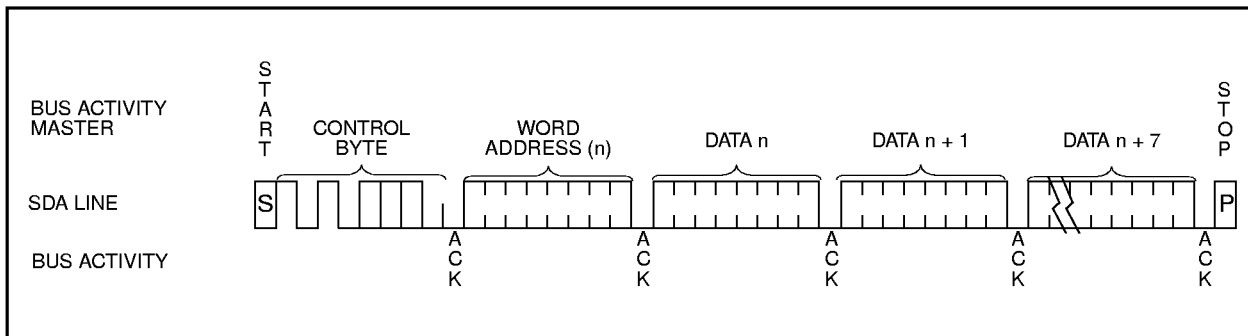 START
BUS ACTIVITY
MASTER
CONTROL
BYTE
WORD
ADDRESS (n)
DATA n
DATA n + 1
DATA n + 7
STOP
SDA LINE
S
P
BUS ACTIVITY
ACK
ACK
ACK
ACK
ACK